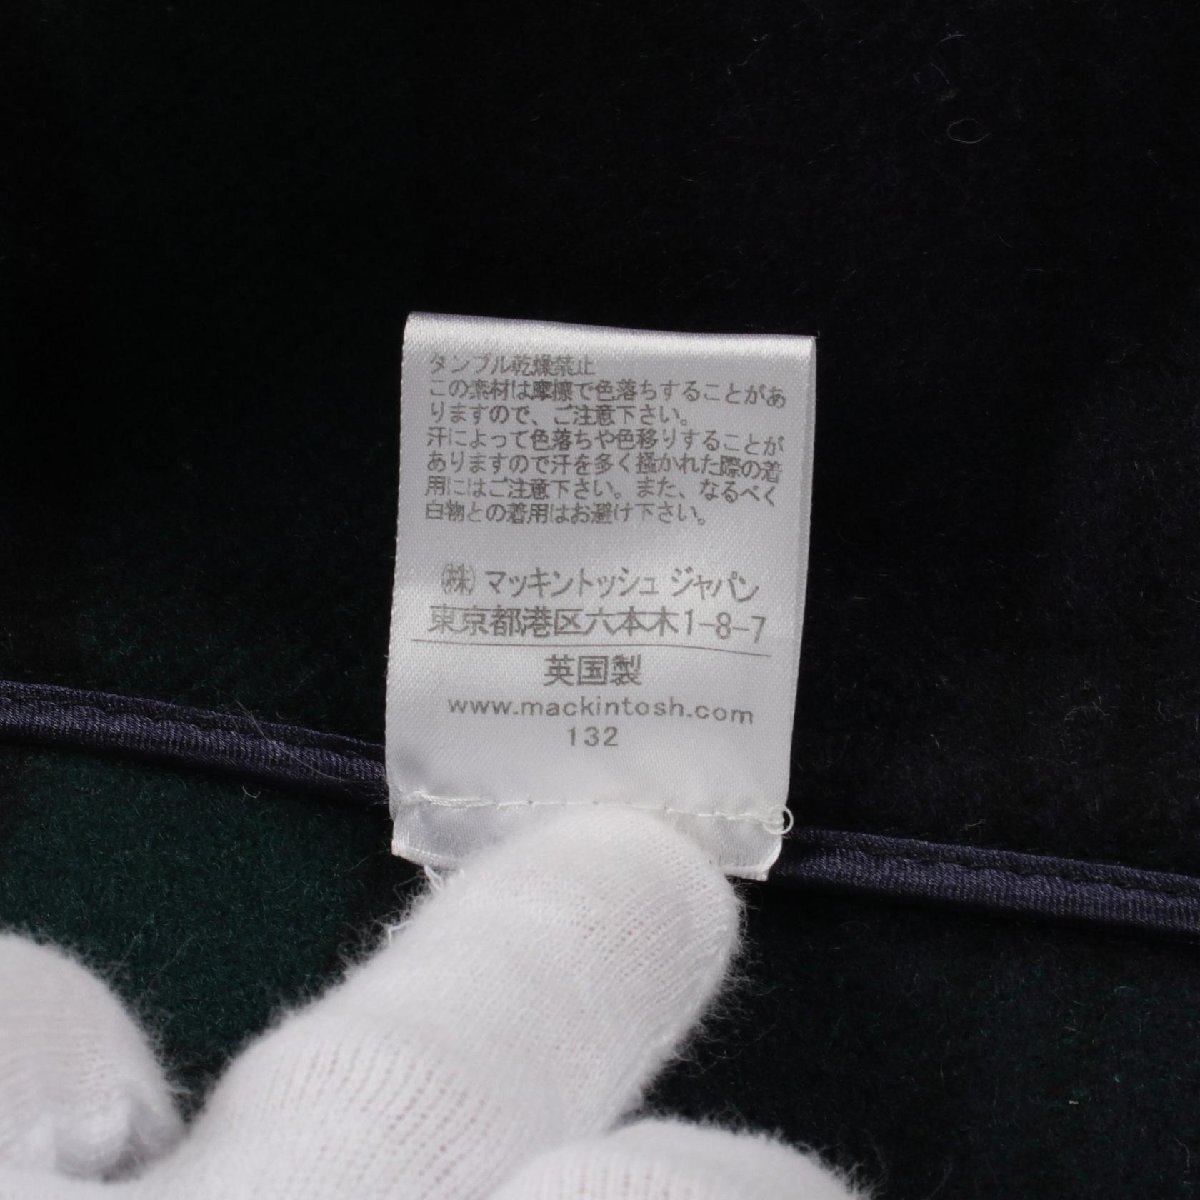 タンブル乾燥禁止
この素材は摩擦で色落ちすることがあ
りますので、ご注意下さい。
汗によって色落ちや色移りすることが
ありますので汗を多く掻かれた際の着
用にはご注意下さい。また、なるべく
白物との着用はお避け下さい。
㈱ マッキントッシュ ジャパン
東京都港区六本木1-8-7
英国製
www.mackintosh.com
132